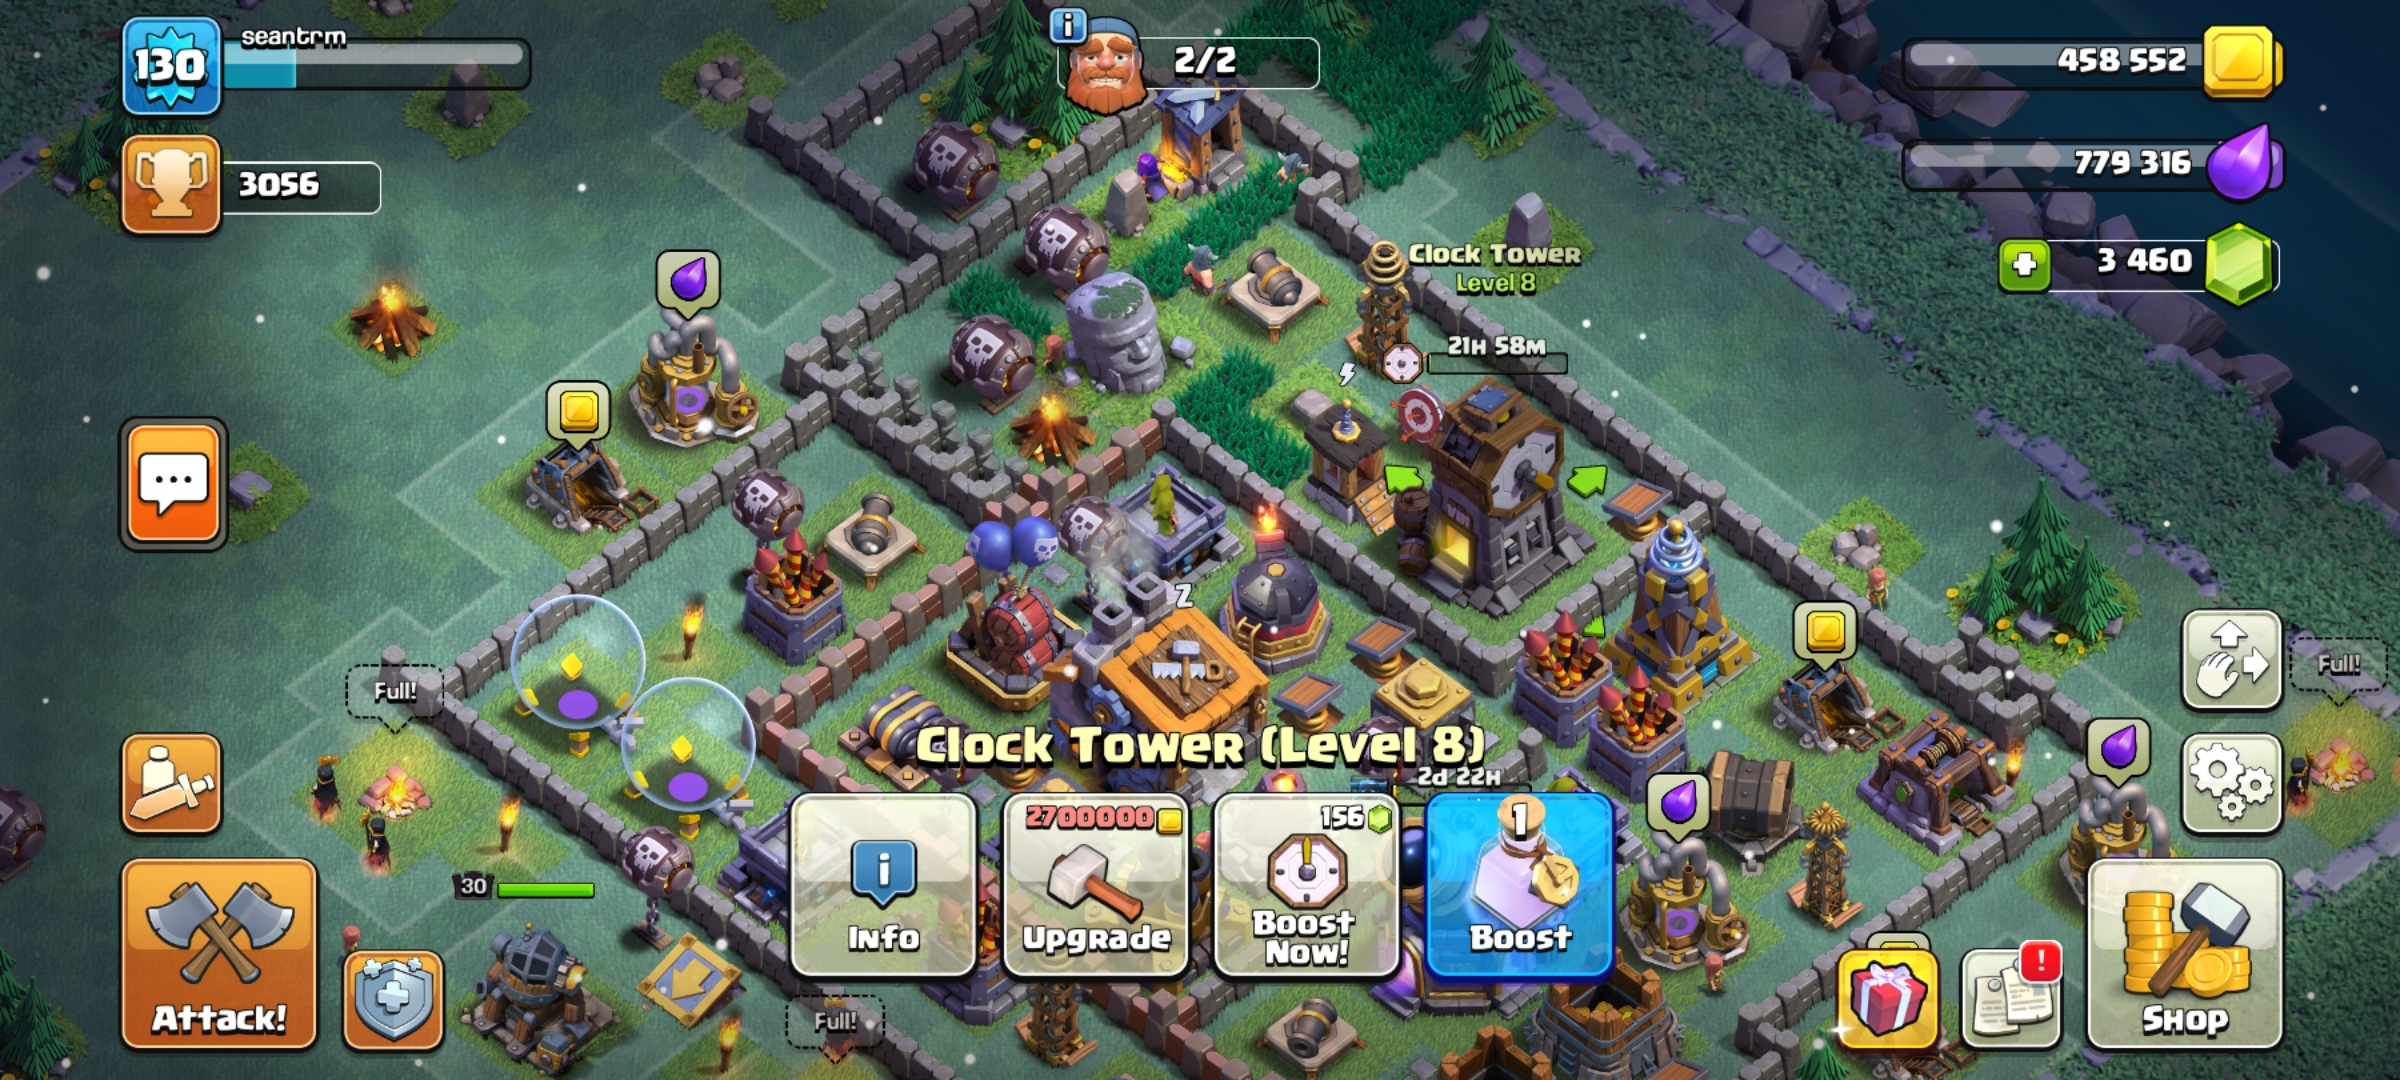 130
seantrm
2/2
458 552
3056
779 316
3 460
Clock Tower
Level 8
21H 58M
Z
Full!
Full!
Clock Tower (Level 8)
2d 22H
2700000
156
1
Info
Upgrade
Boost
Now!
Boost
30
Attack!
Full!
!
Shop